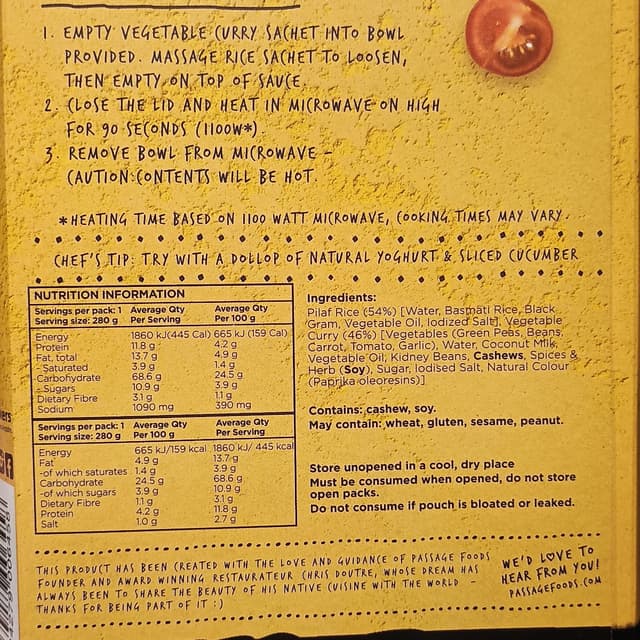 1. EMPTY VEGETABLE CURRY SACHET INTO BOWL
PROVIDED. MASSAGE RICE SACHET TO LOOSEN,
THEN EMPTY ON TOP OF SAUCE.
2. CLOSE THE LID AND HEAT IN MICROWAVE ON HIGH
FOR 90 SECONDS (1100W*).
3. REMOVE BOWL FROM MICROWAVE -
CAUTION: CONTENTS WILL BE HOT.
*HEATING TIME BASED ON 1100 WATT MICROWAVE, COOKING TIMES MAY VARY.
CHEF'S TIP: TRY WITH A DOLLOP OF NATURAL YOGHURT & SLICED CUCUMBER
NUTRITION INFORMATION
Servings per pack: 1 Average Qty Average Qty
Serving size: 280 g Per Serving Per 100 g
Energy 1860 kJ(445 Cal) 665 kJ (159 Cal)
Protein 11.8 g 4.2 g
Fat, total 13.7 g 4.9 g
- Saturated 3.9 g 1.4 g
Carbohydrate 68.6 g 24.5 g
- Sugars 10.9 g 3.9 g
Dietary Fibre 3.1 g 1.1 g
Sodium 1090 mg 390 mg
Servings per pack: 1 Average Qty Average Qty
Serving size: 280 g Per 100 g Per Serving
Energy 665 kJ/159 kcal 1860 kJ/ 445 kcal
Fat 4.9 g 13.7 g
-of which saturates 1.4 g 3.9 g
Carbohydrate 24.5 g 68.6 g
-of which sugars 3.9 g 10.9 g
Dietary Fibre 1.1 g 3.1 g
Protein 4.2 g 11.8 g
Salt 1.0 g 2.7 g
Ingredients:
Pilaf Rice (54%) [Water, Basmati Rice, Black
Gram, Vegetable Oil, Iodized Salt], Vegetable
Curry (46%) [Vegetables (Green Peas, Beans,
Carrot, Tomato, Garlic), Water, Coconut Milk,
Vegetable Oil, Kidney Beans, Cashews, Spices &
Herb (Soy), Sugar, Iodised Salt, Natural Colour
(Paprika oleoresins)]
Contains: cashew, soy.
May contain: wheat, gluten, sesame, peanut.
Store unopened in a cool, dry place
Must be consumed when opened, do not store
open packs.
Do not consume if pouch is bloated or leaked.
THIS PRODUCT HAS BEEN CREATED WITH THE LOVE AND GUIDANCE OF PASSAGE FOODS
FOUNDER AND AWARD WINNING RESTAURATEUR CHRIS DOUTRE, WHOSE DREAM HAS
ALWAYS BEEN TO SHARE THE BEAUTY OF HIS NATIVE CUISINE WITH THE WORLD -
THANKS FOR BEING PART OF IT :)
WE'D LOVE TO
HEAR FROM YOU!
PASSAGEFOODS.COM